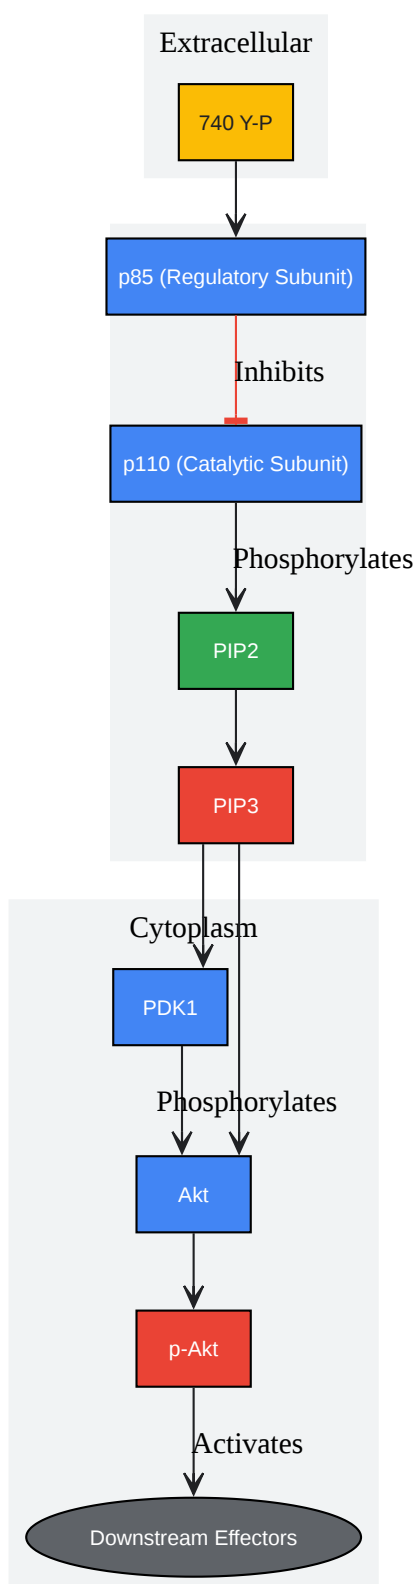 Extracellular
740 Y-P
p85 (Regulatory Subunit)
Inhibits
p110 (Catalytic Subunit)
Phosphorylates
PIP2
PIP3
Cytoplasm
PDK1
Phosphorylates
Akt
p-Akt
Activates
Downstream Effectors